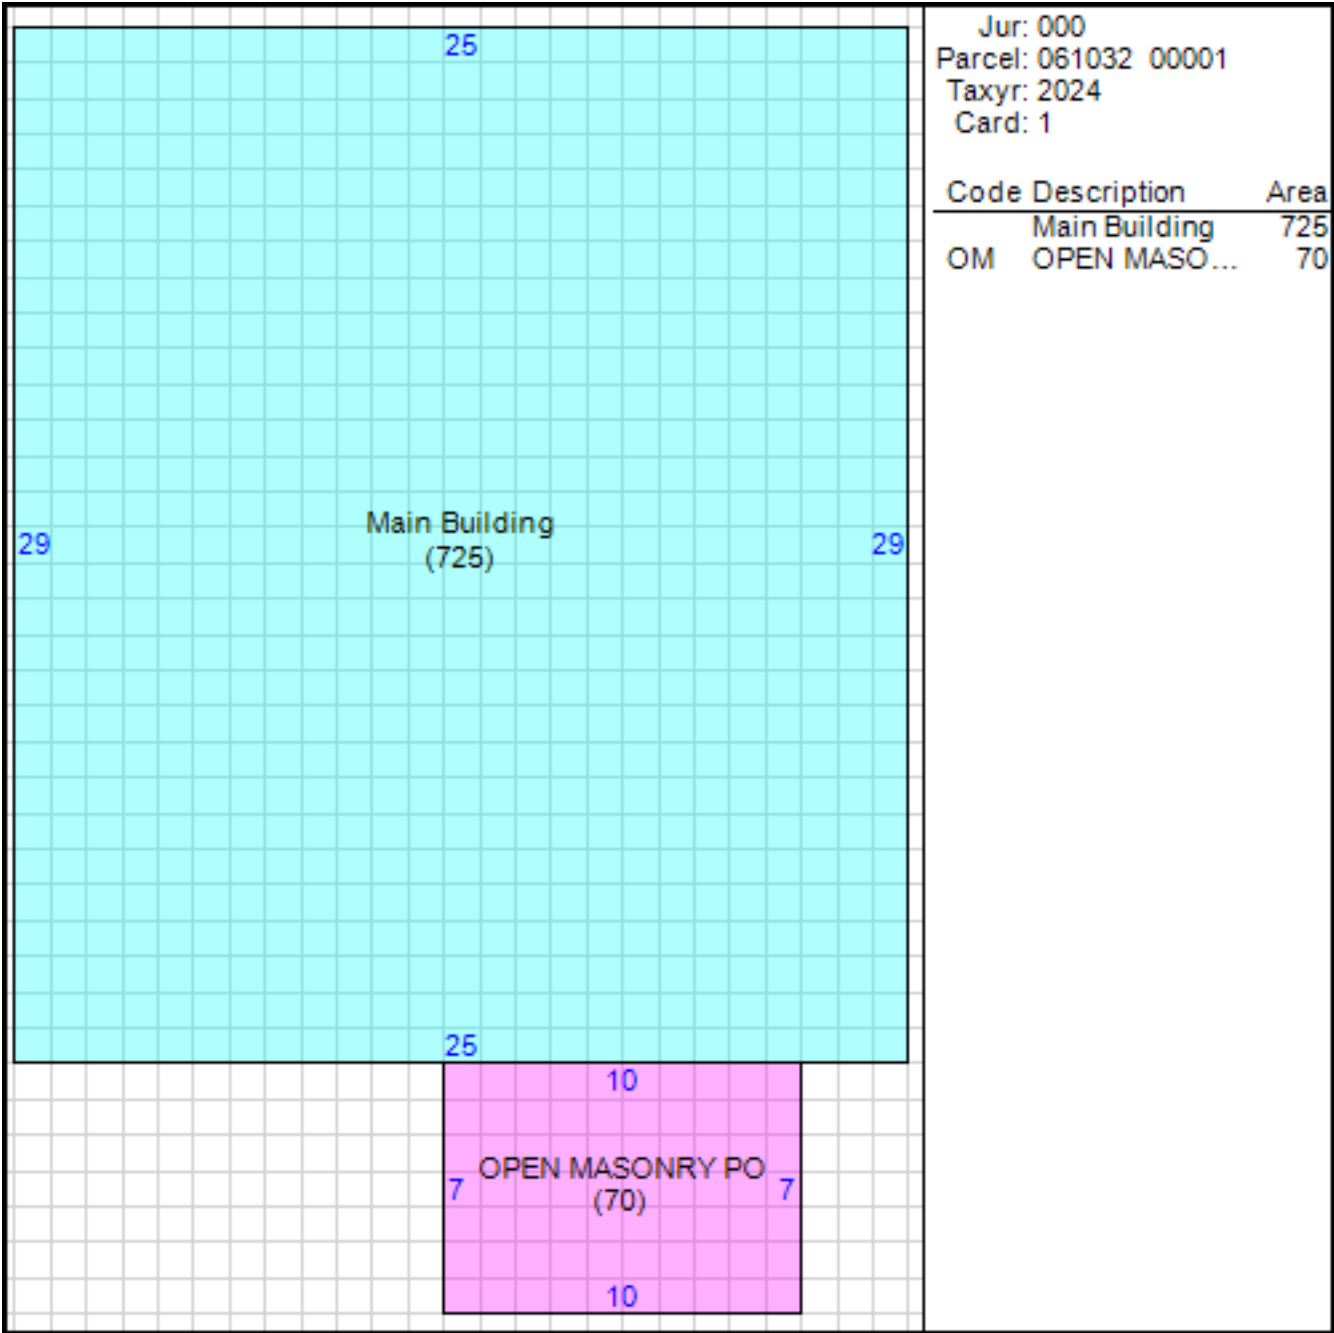 25
29
Main Building
(725)
29
25
10
OPEN MASONRY PO
(70)
7
7
10
Jur: 000
Parcel: 061032 00001
Taxyr: 2024
Card: 1
Code Description Area
Main Building 725
OM OPEN MASO... 70